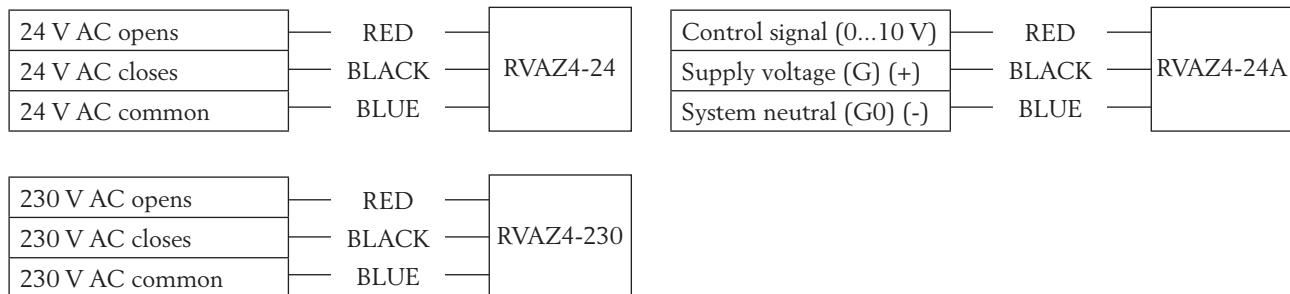 24 V AC opens RED
24 V AC closes BLACK RVAZ4-24
24 V AC common BLUE
Control signal (0...10 V) RED
Supply voltage (G) (+) BLACK RVAZ4-24A
System neutral (G0) (-) BLUE
230 V AC opens RED
230 V AC closes BLACK RVAZ4-230
230 V AC common BLUE